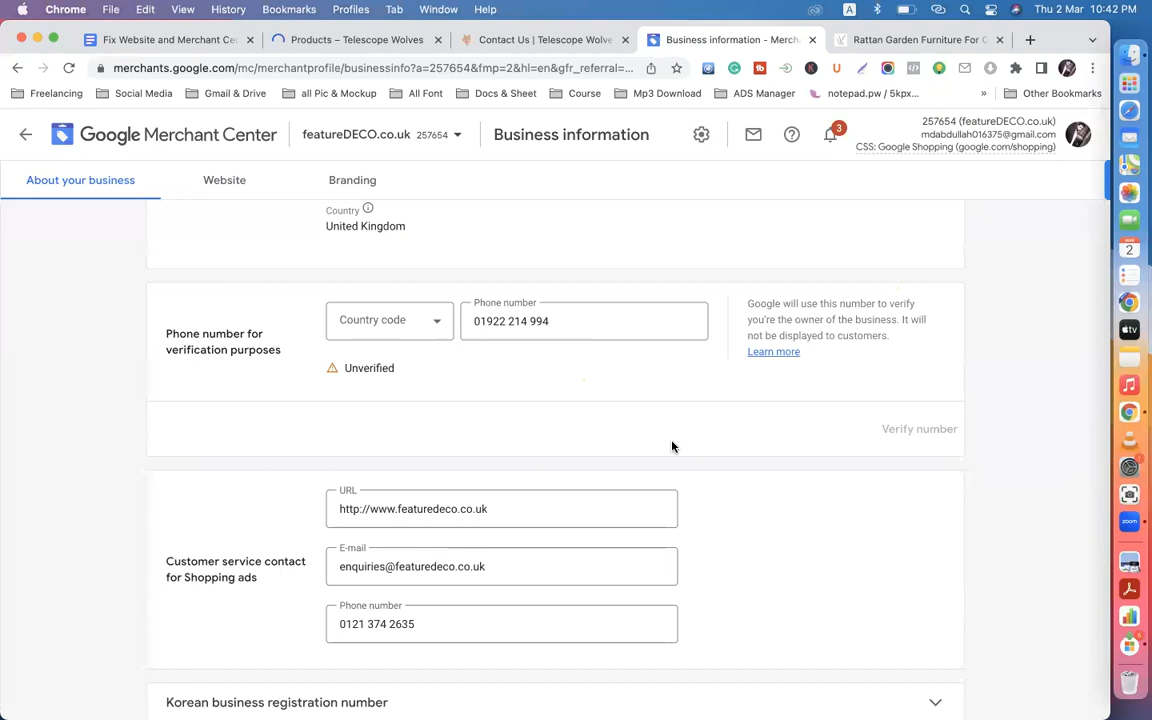 Chrome File Edit View History Bookmarks Profiles Tab Window Help A Thu 2 Mar 10:42 PM
Fix Website and Merchant Ce Products – Telescope Wolves Contact Us | Telescope Wolve Business information - Merch Rattan Garden Furniture For C
merchants.google.com/mc/merchantprofile/businessinfo?a=257654&fmp=2&hl=en&gfr_referral=...
Freelancing Social Media Gmail & Drive all Pic & Mockup All Font Docs & Sheet Course Mp3 Download ADS Manager notepad.pw / 5kpx... » Other Bookmarks
Google Merchant Center featureDECO.co.uk 257654 Business information 3
257654 (featureDECO.co.uk)
mdabdullah016375@gmail.com
CSS: Google Shopping (google.com/shopping)
About your business Website Branding
Country
United Kingdom
Phone number for
verification purposes
Country code
Phone number
01922 214 994
Unverified
Google will use this number to verify
you're the owner of the business. It will
not be displayed to customers.
Learn more
Verify number
Customer service contact
for Shopping ads
URL
http://www.featuredeco.co.uk
E-mail
enquiries@featuredeco.co.uk
Phone number
0121 374 2635
Korean business registration number
2
tv
zoom